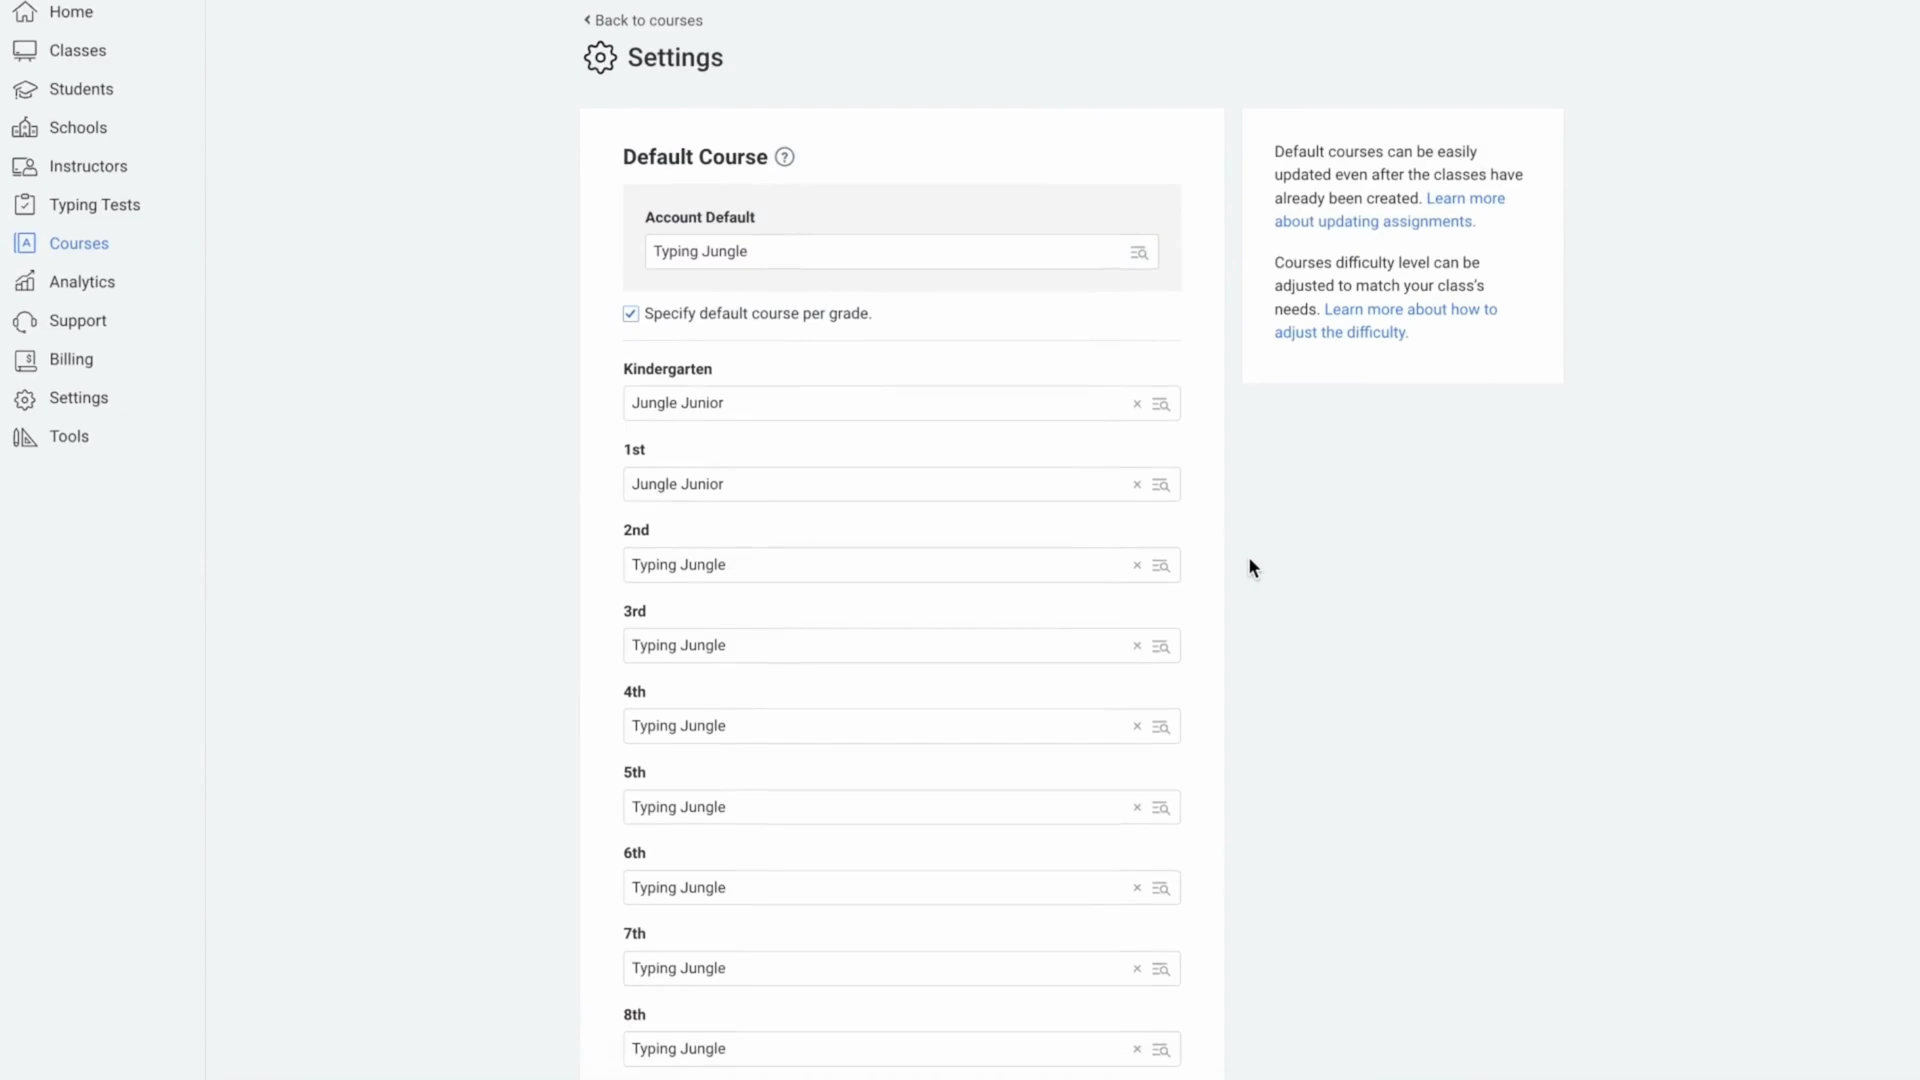 Home
Classes
Students
Schools
Instructors
Typing Tests
Courses
Analytics
Support
Billing
Settings
Tools
Back to courses
Settings
Default Course
Account Default
Typing Jungle
Specify default course per grade.
Kindergarten
Jungle Junior
1st
Jungle Junior
2nd
Typing Jungle
3rd
Typing Jungle
4th
Typing Jungle
5th
Typing Jungle
6th
Typing Jungle
7th
Typing Jungle
8th
Typing Jungle
Default courses can be easily
updated even after the classes have
already been created. Learn more
about updating assignments.
Courses difficulty level can be
adjusted to match your class's
needs. Learn more about how to
adjust the difficulty.